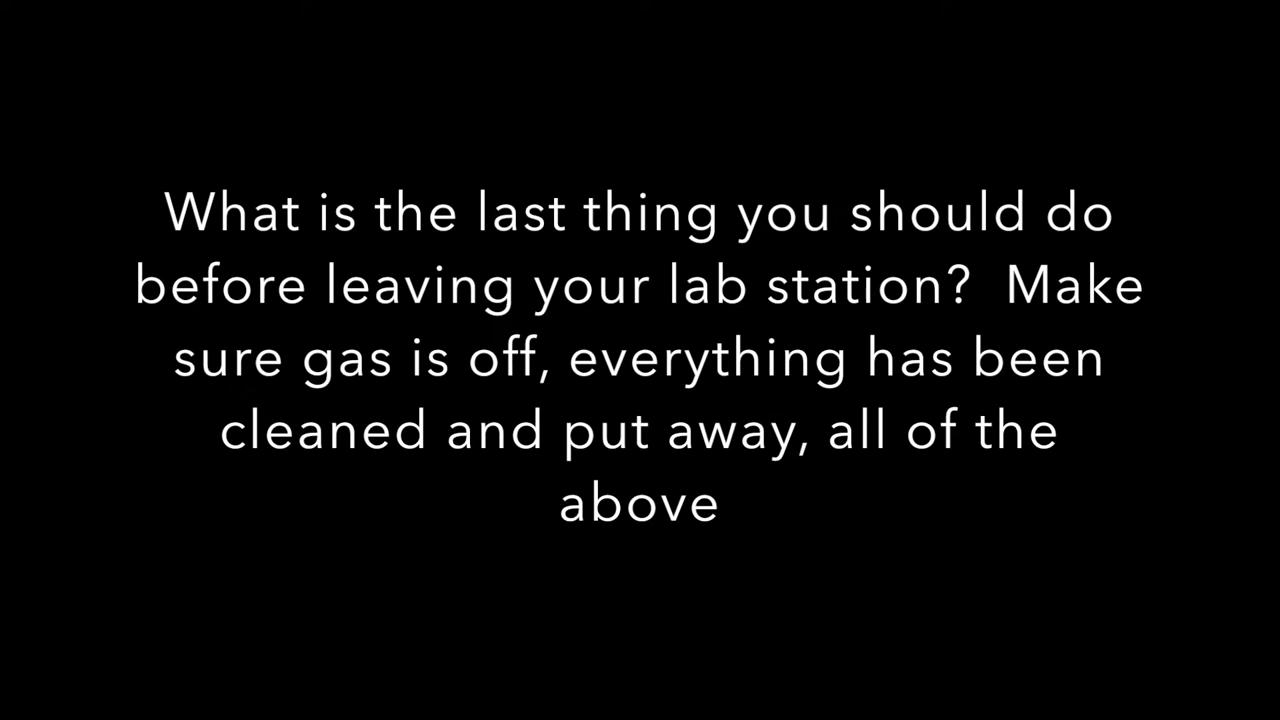 What is the last thing you should do
before leaving your lab station?  Make
sure gas is off, everything has been
cleaned and put away, all of the
above